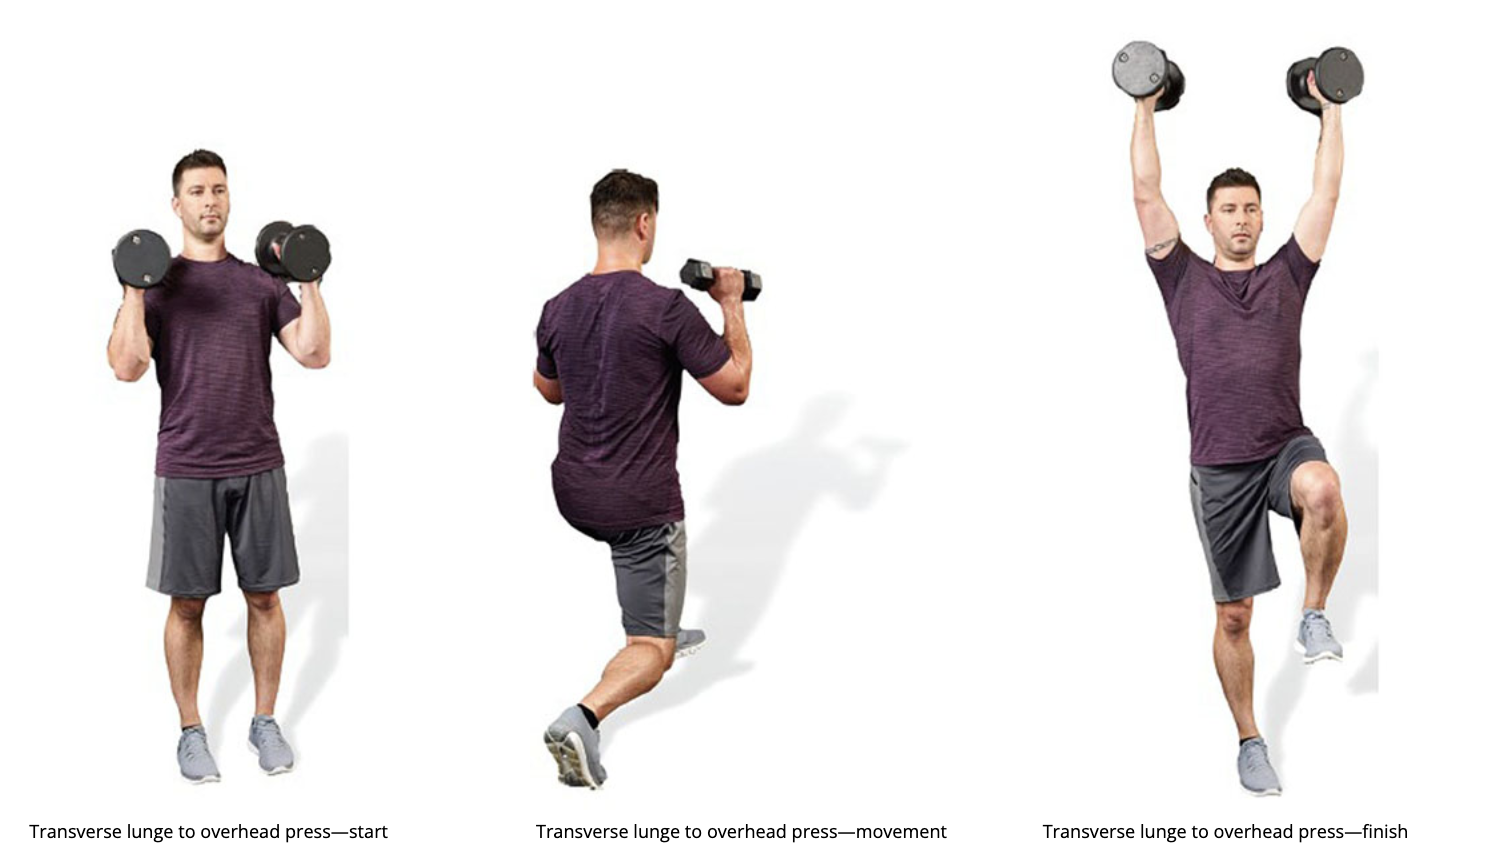 Transverse lunge to overhead press—start
Transverse lunge to overhead press—movement
Transverse lunge to overhead press—finish